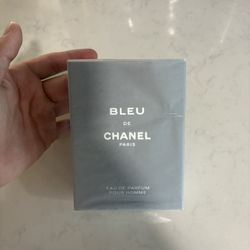 BLEU
DE
CHANEL
PARIS
EAU DE PARFUM
POUR HOMME